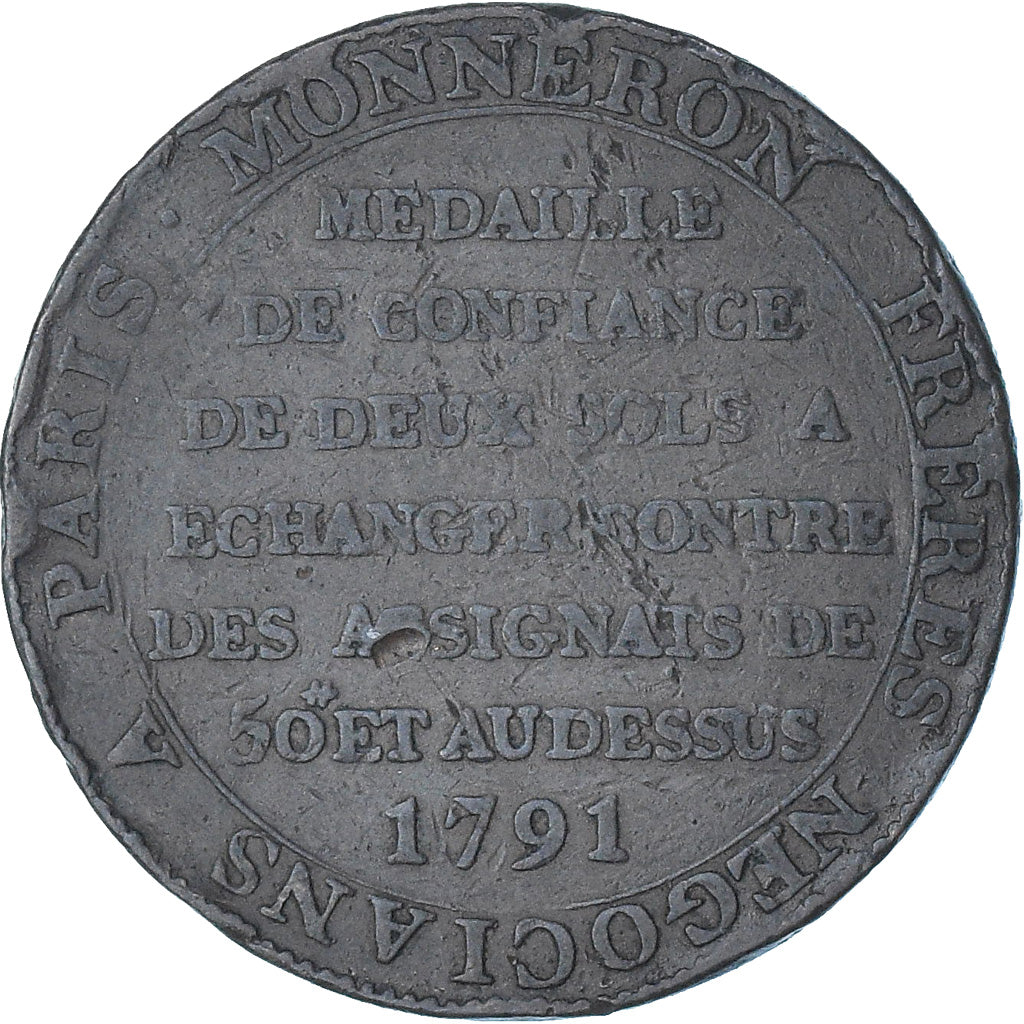 MONNERON FRERES NEGOCIANS A PARIS
MEDAILLE
DE CONFIANCE
DE DEUX SOLS A
ECHANGER CONTRE
DES ASSIGNATS DE
50# ET AUDESSUS
1791